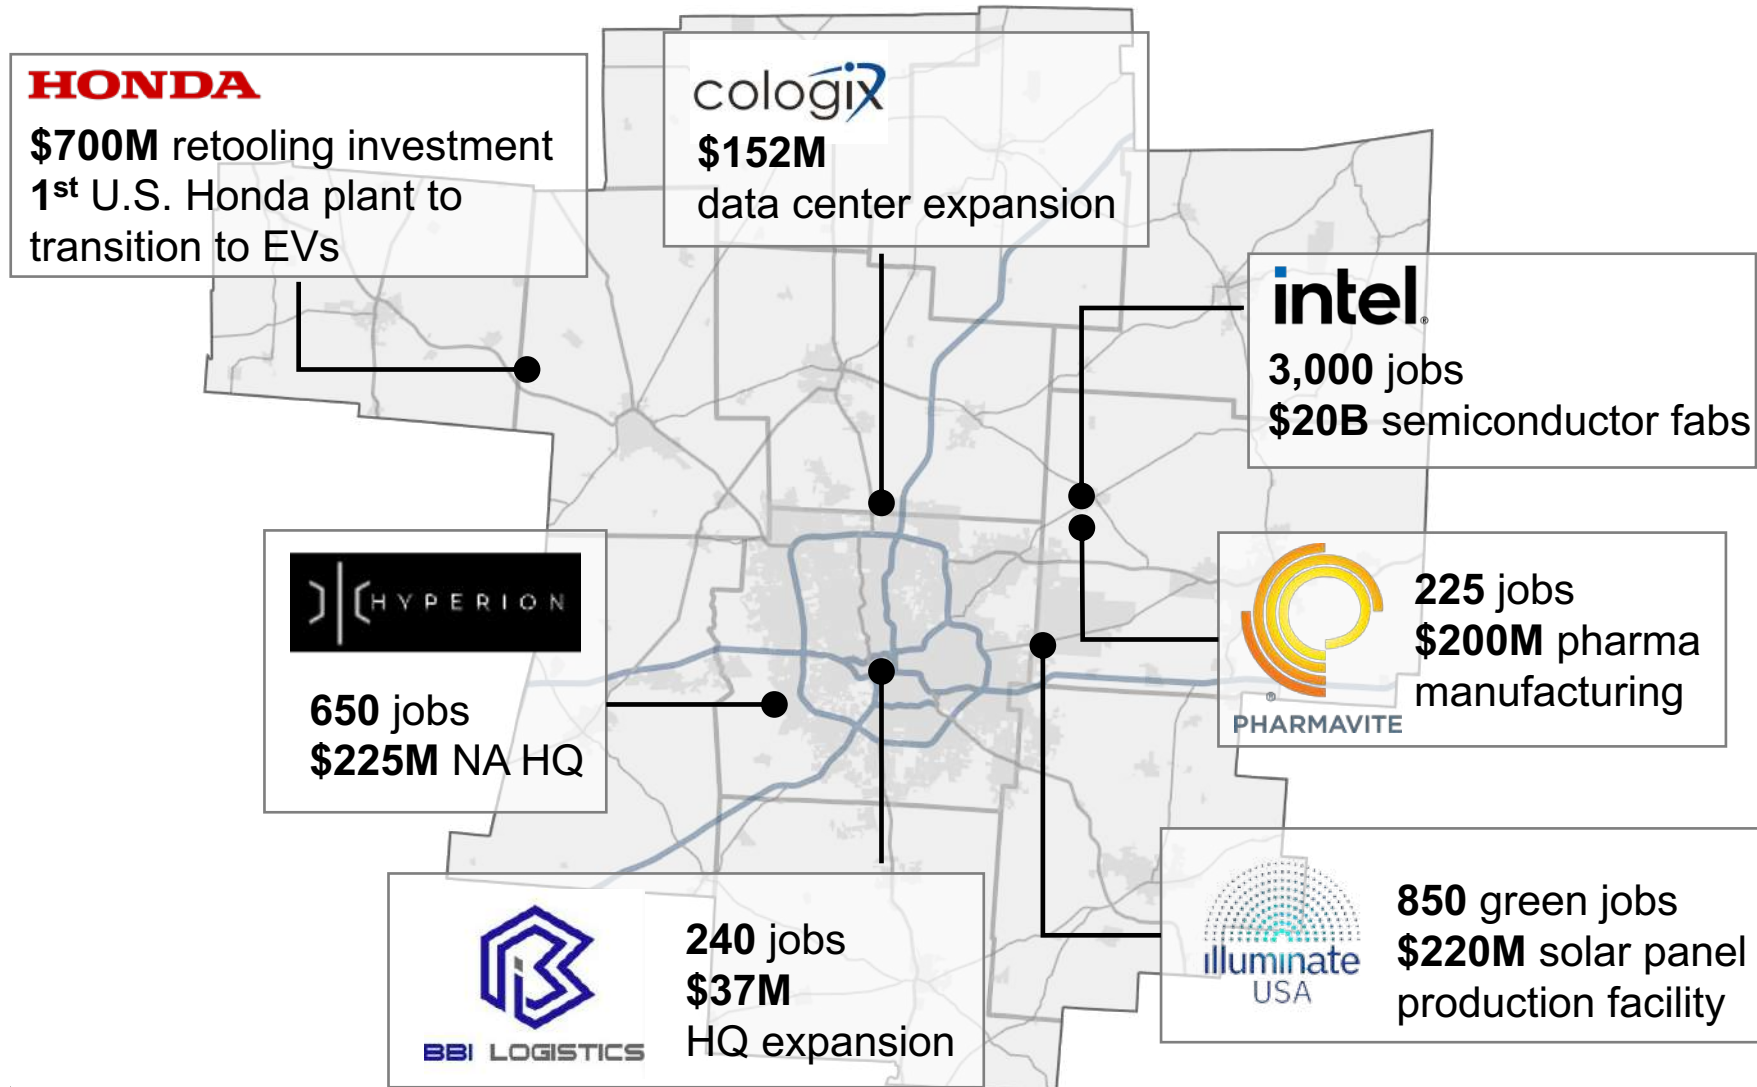 HONDA
$700M retooling investment
1st U.S. Honda plant to
transition to EVs
cologix
$152M
data center expansion
intel®
3,000 jobs
$20B semiconductor fabs
HYPERION
650 jobs
$225M NA HQ
225 jobs
$200M pharma
manufacturing
®
PHARMAVITE
BBI LOGISTICS
240 jobs
$37M
HQ expansion
illuminate
USA
850 green jobs
$220M solar panel
production facility